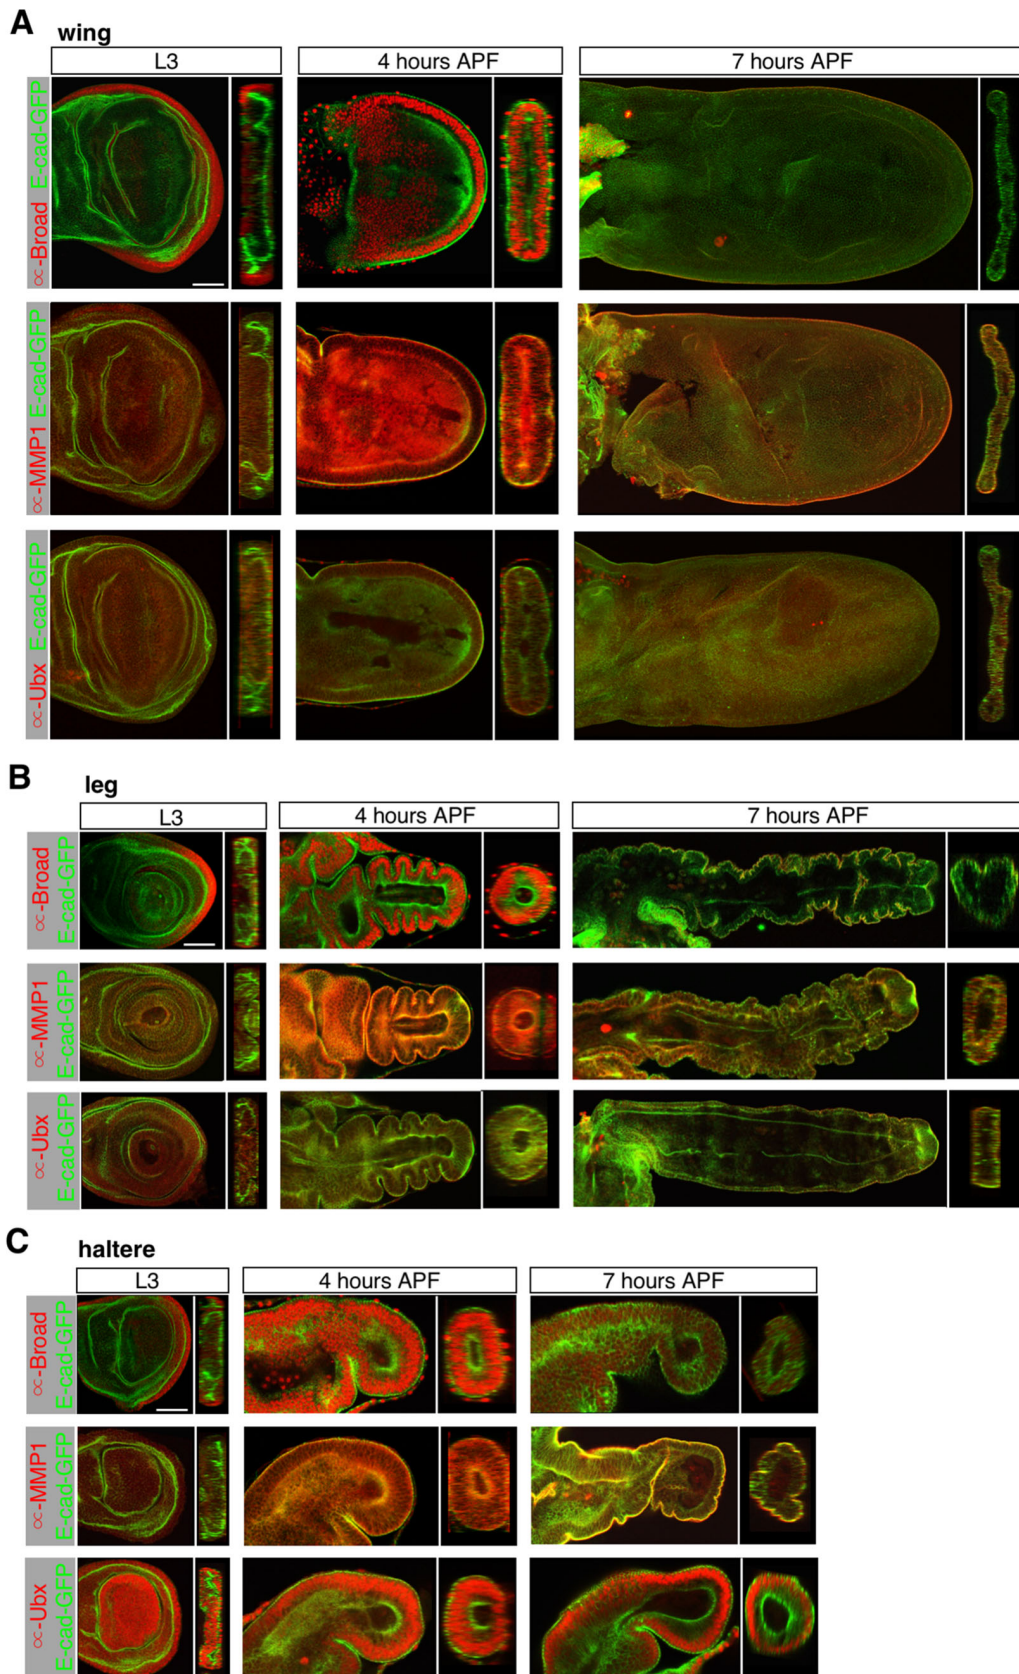 A
wing
L3
4 hours APF
7 hours APF
∝-Broad E-cad-GFP
∝-MMP1 E-cad-GFP
∝-Ubx E-cad-GFP
B
leg
L3
4 hours APF
7 hours APF
∝-Broad
E-cad-GFP
∝-MMP1
E-cad-GFP
∝-Ubx
E-cad-GFP
C
haltere
L3
4 hours APF
7 hours APF
∝-Broad
E-cad-GFP
∝-MMP1
E-cad-GFP
∝-Ubx
E-cad-GFP